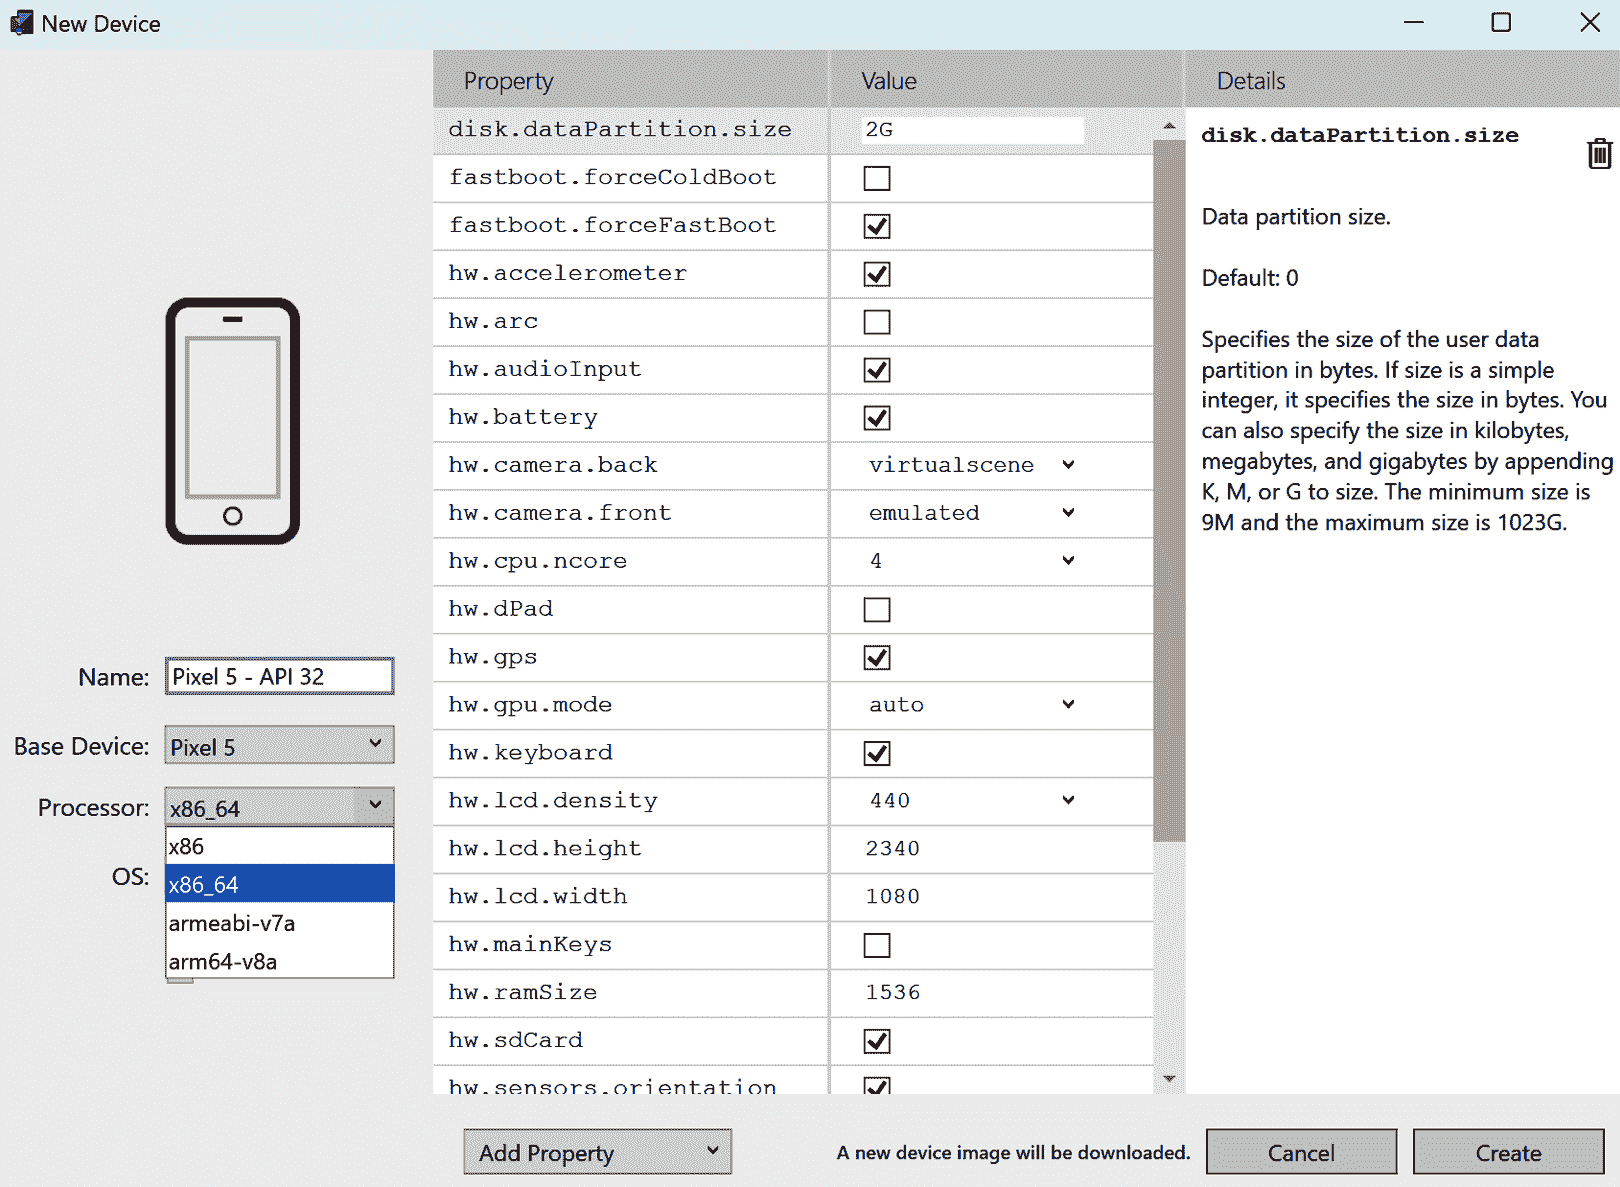 New Device
Property Value Details
disk.dataPartition.size 2G
fastboot.forceColdBoot
fastboot.forceFastBoot
hw.accelerometer
hw.arc
hw.audioInput
hw.battery
hw.camera.back virtualscene
hw.camera.front emulated
hw.cpu.ncore 4
hw.dPad
hw.gps
hw.gpu.mode auto
hw.keyboard
hw.lcd.density 440
hw.lcd.height 2340
hw.lcd.width 1080
hw.mainKeys
hw.ramSize 1536
hw.sdCard
hw.sensors.orientation
disk.dataPartition.size
Data partition size.
Default: 0
Specifies the size of the user data
partition in bytes. If size is a simple
integer, it specifies the size in bytes. You
can also specify the size in kilobytes,
megabytes, and gigabytes by appending
K, M, or G to size. The minimum size is
9M and the maximum size is 1023G.
Name: Pixel 5 - API 32
Base Device: Pixel 5
Processor: x86_64
x86
OS:
x86_64
armeabi-v7a
arm64-v8a
Add Property
A new device image will be downloaded.
Cancel
Create